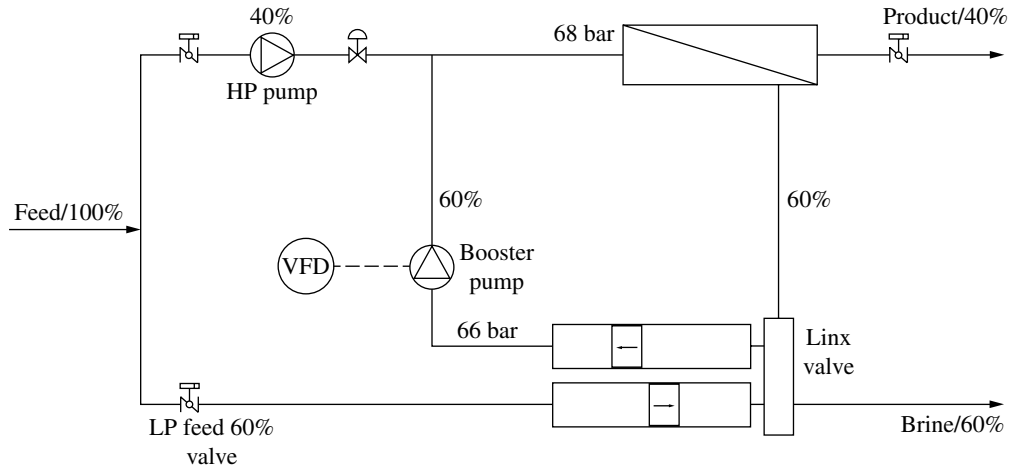 40%
Product/40%
68 bar
HP pump
Feed/100%
60%
60%
VFD
Booster
pump
66 bar
Linx
valve
LP feed 60%
valve
Brine/60%